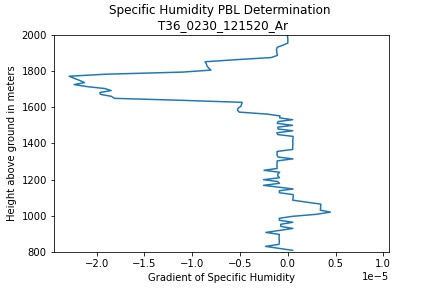 Specific Humidity PBL Determination
T36_0230_121520_Ar
Height above ground in meters
2000
1800
1600
1400
1200
1000
800
−2.0 −1.5 −1.0 −0.5 0.0 0.5 1.0
1e−5
Gradient of Specific Humidity